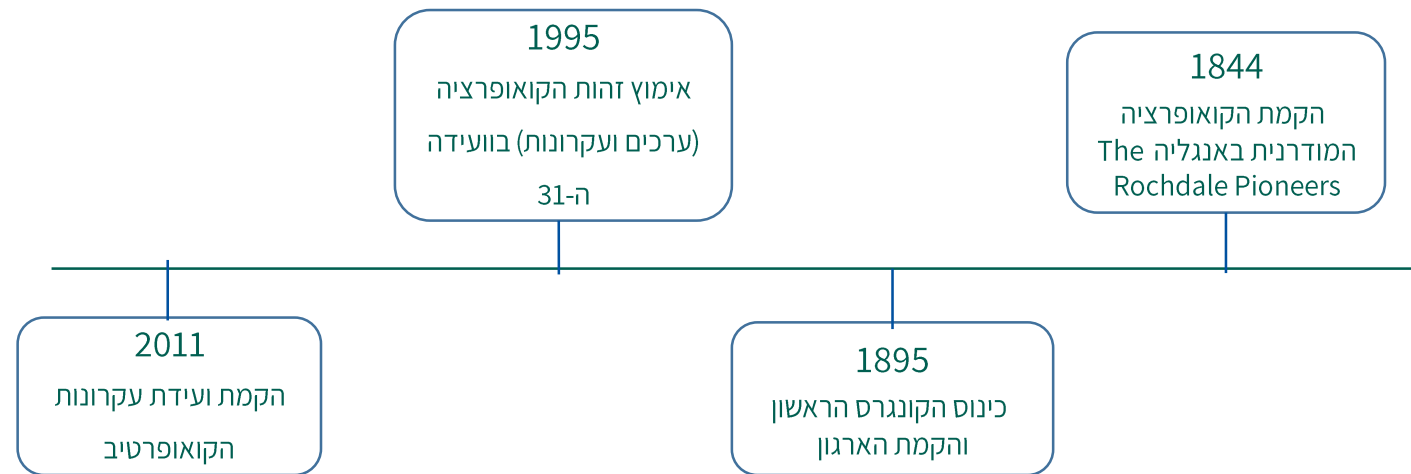 1844
הקמת הקואופרציה
המודרנית באנגליה The
Rochdale Pioneers
1895
כינוס הקונגרס הראשון
והקמת הארגון
1995
אימוץ זהות הקואופרציה
(ערכים ועקרונות) בוועידה
ה-31
2011
הקמת ועידת עקרונות
הקואופרטיב